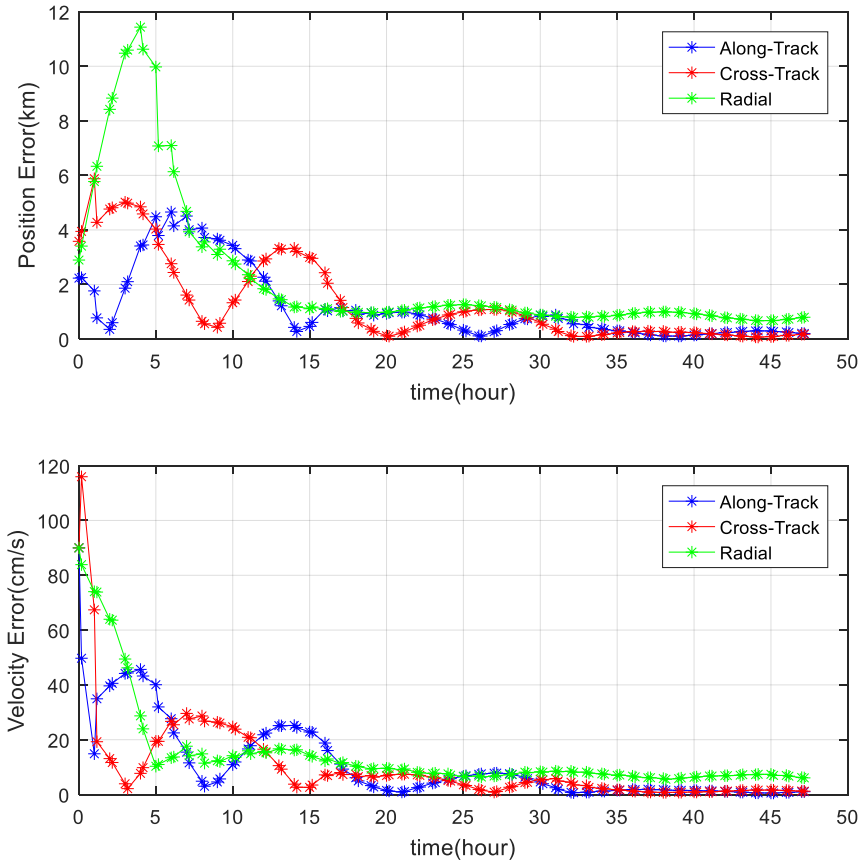 12
10
8
6
4
2
0
Position Error(km)
Along-Track
Cross-Track
Radial
0 5 10 15 20 25 30 35 40 45 50
time(hour)
120
100
80
60
40
20
0
Velocity Error(cm/s)
Along-Track
Cross-Track
Radial
0 5 10 15 20 25 30 35 40 45 50
time(hour)